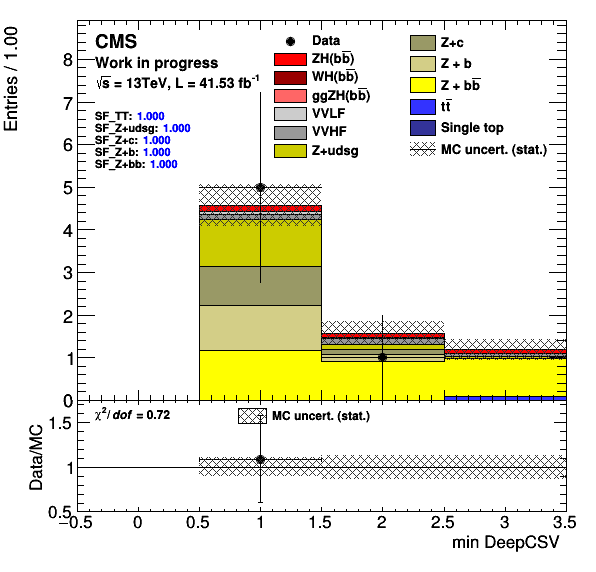 Entries / 1.00
CMS
Work in progress
√s = 13TeV, L = 41.53 fb⁻¹
SF_TT: 1.000
SF_Z+udsg: 1.000
SF_Z+c: 1.000
SF_Z+b: 1.000
SF_Z+bb: 1.000
Data
ZH(bb̅)
WH(bb̅)
ggZH(bb̅)
VVLF
VVHF
Z+udsg
Z+c
Z + b
Z + bb̅
tt̅
Single top
MC uncert. (stat.)
8
7
6
5
4
3
2
1
0
χ²/dof = 0.72
MC uncert. (stat.)
Data/MC
1.5
1
0.5
−0.5 0 0.5 1 1.5 2 2.5 3 3.5
min DeepCSV